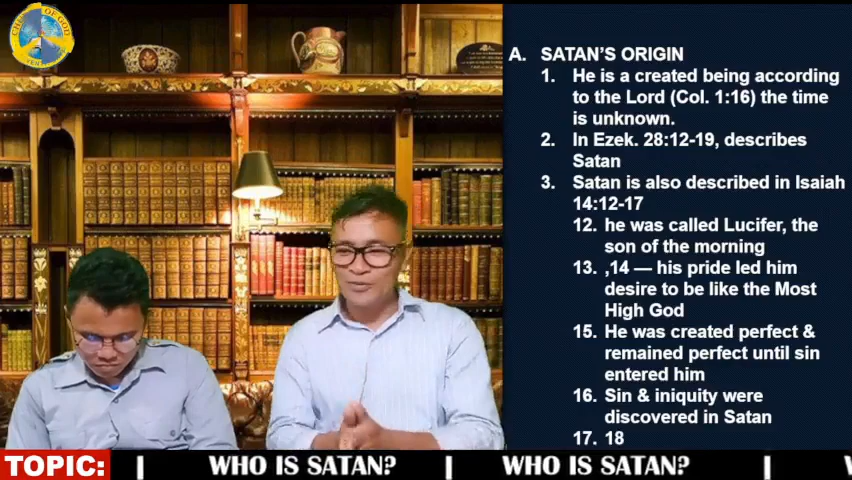 CHURCH OF GOD
A. SATAN'S ORIGIN
1. He is a created being according
to the Lord (Col. 1:16) the time
is unknown.
2. In Ezek. 28:12-19, describes
Satan
3. Satan is also described in Isaiah
14:12-17
12. he was called Lucifer, the
son of the morning
13. ,14 — his pride led him
desire to be like the Most
High God
15. He was created perfect &
remained perfect until sin
entered him
16. Sin & iniquity were
discovered in Satan
17. 18
TOPIC: | WHO IS SATAN? | WHO IS SATAN? |